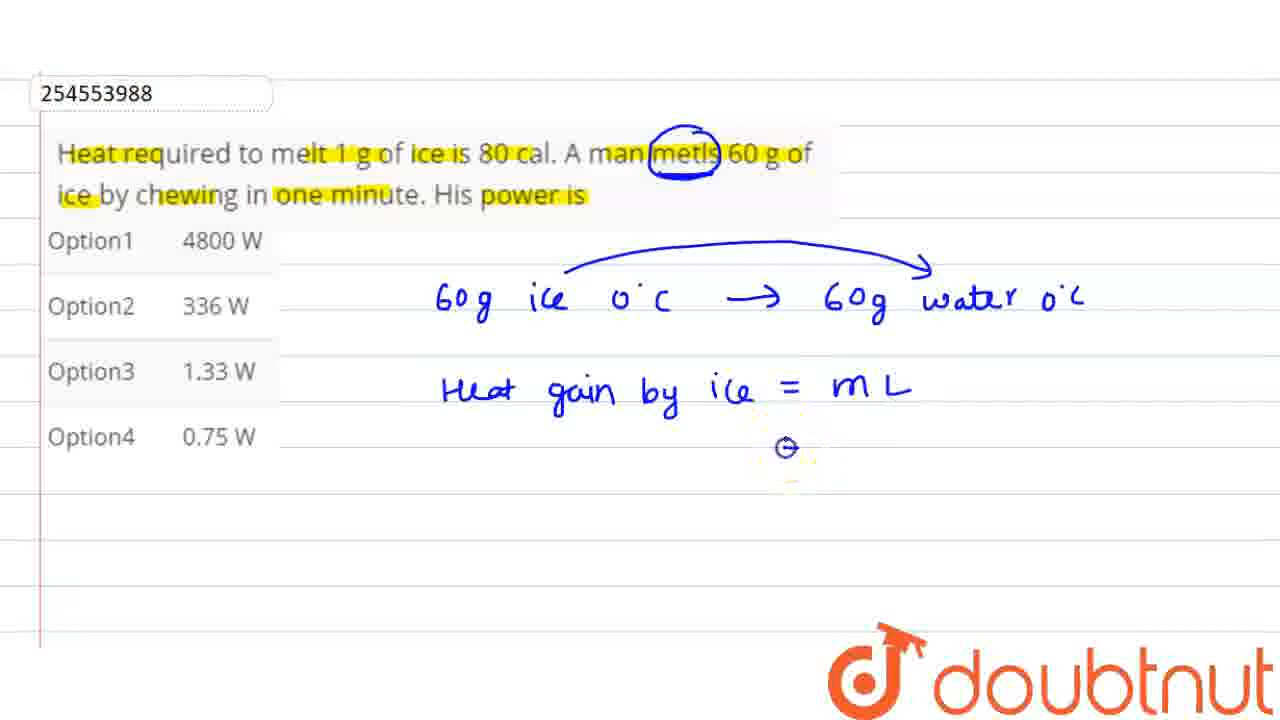 254553988
Heat required to melt 1 g of ice is 80 cal. A man metls 60 g of
ice by chewing in one minute. His power is
Option1 4800 W
Option2 336 W
Option3 1.33 W
Option4 0.75 W
60g ice 0°C → 60g water 0°C
Heat gain by ice = m L
doubtnut